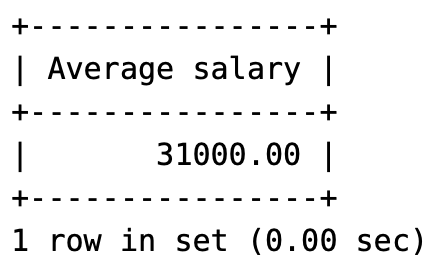 +----------------+
| Average salary |
+----------------+
|       31000.00 |
+----------------+
1 row in set (0.00 sec)